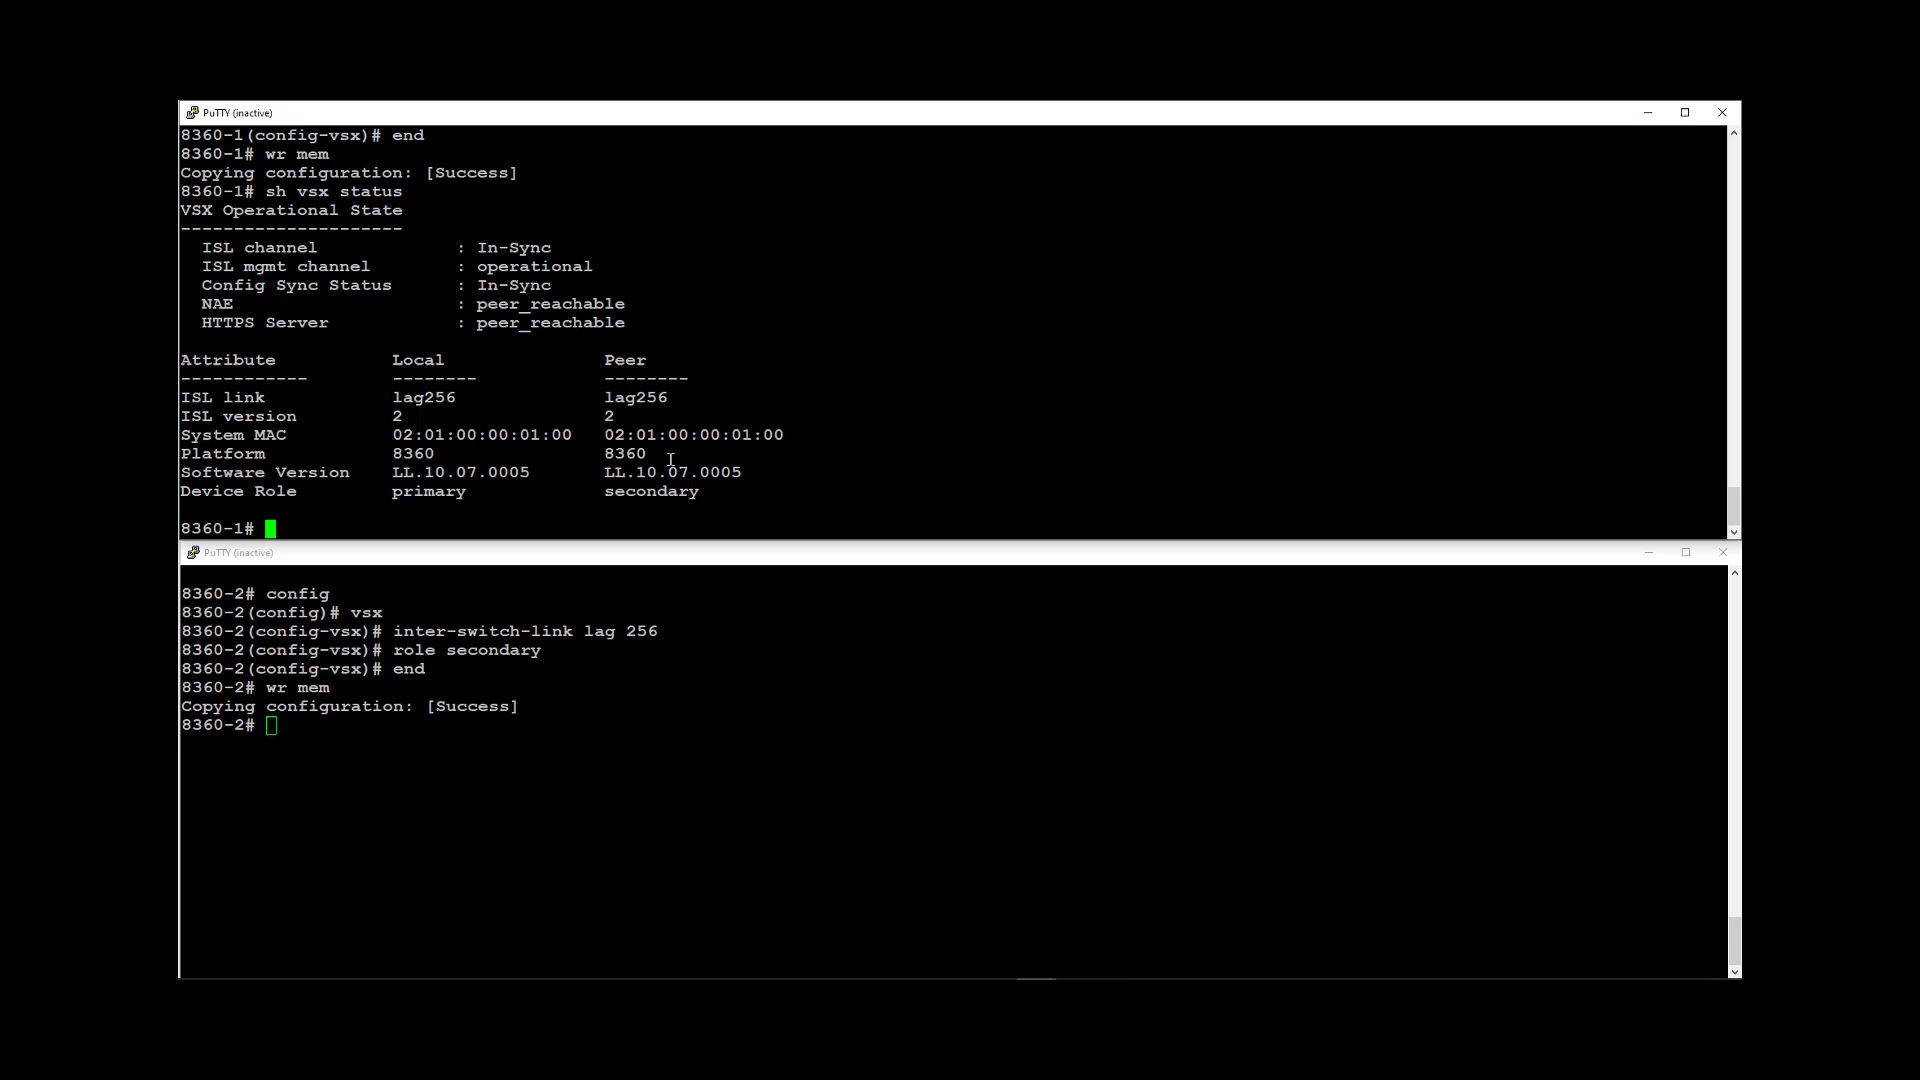 PuTTY (inactive)
8360-1(config-vsx)# end
8360-1# wr mem
Copying configuration: [Success]
8360-1# sh vsx status
VSX Operational State
---------------------
ISL channel : In-Sync
ISL mgmt channel : operational
Config Sync Status : In-Sync
NAE : peer_reachable
HTTPS Server : peer_reachable
Attribute Local Peer
------------ -------- --------
ISL link lag256 lag256
ISL version 2 2
System MAC 02:01:00:00:01:00 02:01:00:00:01:00
Platform 8360 8360
Software Version LL.10.07.0005 LL.10.07.0005
Device Role primary secondary
8360-1#
PuTTY (inactive)
8360-2# config
8360-2(config)# vsx
8360-2(config-vsx)# inter-switch-link lag 256
8360-2(config-vsx)# role secondary
8360-2(config-vsx)# end
8360-2# wr mem
Copying configuration: [Success]
8360-2#